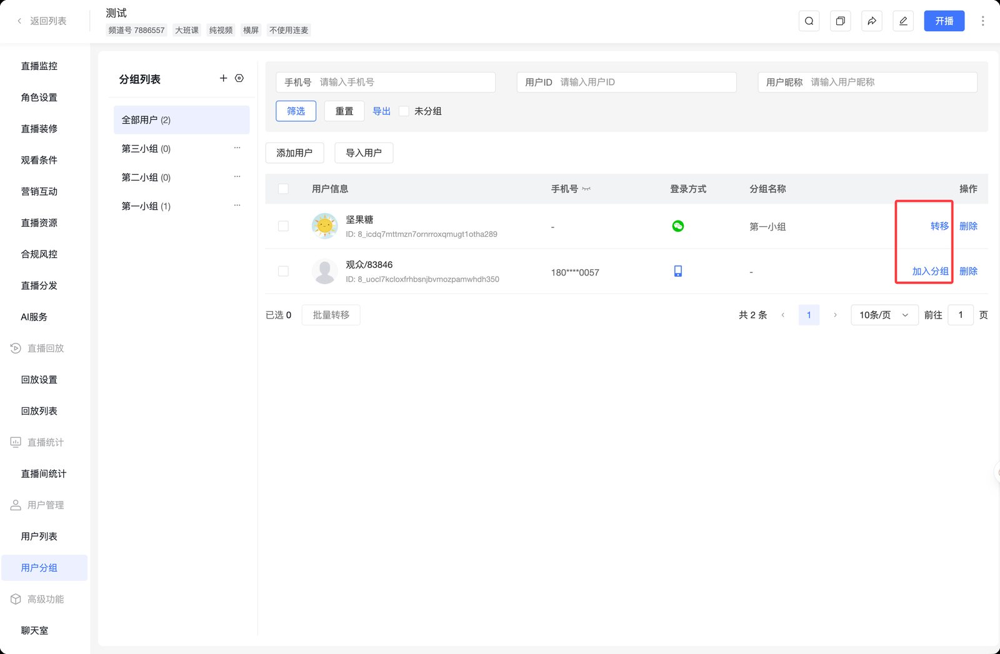 返回列表
测试
频道号 7886557 大班课 纯视频 横屏 不使用连麦
开播
直播监控
角色设置
直播装修
观看条件
营销互动
直播资源
合规风控
直播分发
AI服务
直播回放
回放设置
回放列表
直播统计
直播间统计
用户管理
用户列表
用户分组
高级功能
聊天室
分组列表
全部用户 (2)
第三小组 (0)
第二小组 (0)
第一小组 (1)
手机号 请输入手机号 用户ID 请输入用户ID 用户昵称 请输入用户昵称
筛选 重置 导出 未分组
添加用户 导入用户
用户信息 手机号 登录方式 分组名称 操作
坚果糖
ID: 8_icdq7mttmzn7ornrroxqmugt1otha289
- 第一小组 转移 删除
观众/83846
ID: 8_uocl7kcloxfrhbsnjbvmozpamwhdh350
180****0057 - 加入分组 删除
已选 0 批量转移 共 2 条 1 10条/页 前往 1 页